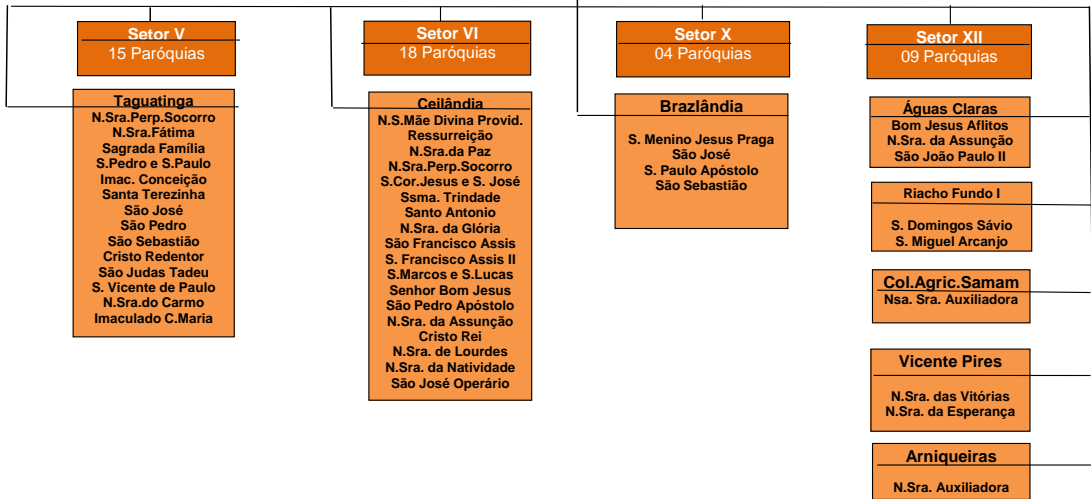 Setor V
15 Paróquias
Taguatinga
N.Sra.Perp.Socorro
N.Sra.Fátima
Sagrada Família
S.Pedro e S.Paulo
Imac. Conceição
Santa Terezinha
São José
São Pedro
São Sebastião
Cristo Redentor
São Judas Tadeu
S. Vicente de Paulo
N.Sra.do Carmo
Imaculado C.Maria
Setor VI
18 Paróquias
Ceilândia
N.S.Mãe Divina Provid.
Ressurreição
N.Sra.da Paz
N.Sra.Perp.Socorro
S.Cor.Jesus e S. José
Ssma. Trindade
Santo Antonio
N.Sra. da Glória
São Francisco Assis
S. Francisco Assis II
S.Marcos e S.Lucas
Senhor Bom Jesus
São Pedro Apóstolo
N.Sra. da Assunção
Cristo Rei
N.Sra. de Lourdes
N.Sra. da Natividade
São José Operário
Setor X
04 Paróquias
Brazlândia
S. Menino Jesus Praga
São José
S. Paulo Apóstolo
São Sebastião
Setor XII
09 Paróquias
Águas Claras
Bom Jesus Aflitos
N.Sra. da Assunção
São João Paulo II
Riacho Fundo I
S. Domingos Sávio
S. Miguel Arcanjo
Col.Agric.Samam
Nsa. Sra. Auxiliadora
Vicente Pires
N.Sra. das Vitórias
N.Sra. da Esperança
Arniqueiras
N.Sra. Auxiliadora